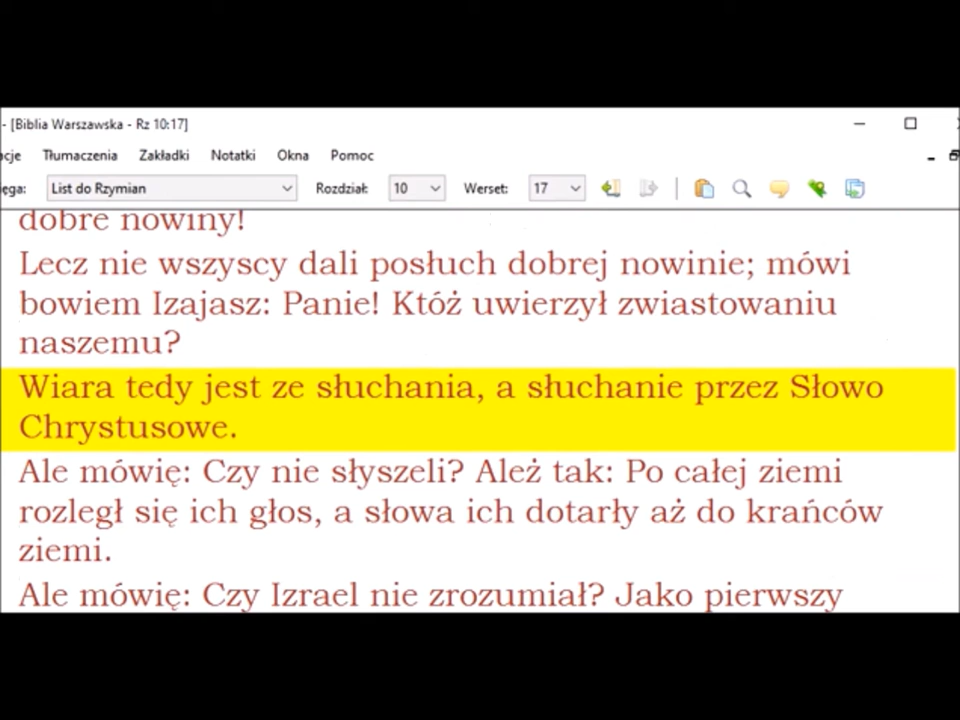 - [Biblia Warszawska - Rz 10:17]
Tłumaczenia Zakładki Notatki Okna Pomoc
List do Rzymian Rozdział: 10 Werset: 17
dobre nowiny!
Lecz nie wszyscy dali posłuch dobrej nowinie; mówi
bowiem Izajasz: Panie! Któż uwierzył zwiastowaniu
naszemu?
Wiara tedy jest ze słuchania, a słuchanie przez Słowo
Chrystusowe.
Ale mówię: Czy nie słyszeli? Ależ tak: Po całej ziemi
rozległ się ich głos, a słowa ich dotarły aż do krańców
ziemi.
Ale mówię: Czy Izrael nie zrozumiał? Jako pierwszy